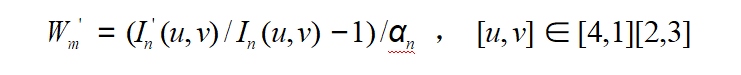 W_m' = (I_n'(u,v)/I_n(u,v) −1)/α_n , [u,v]∈[4,1][2,3]